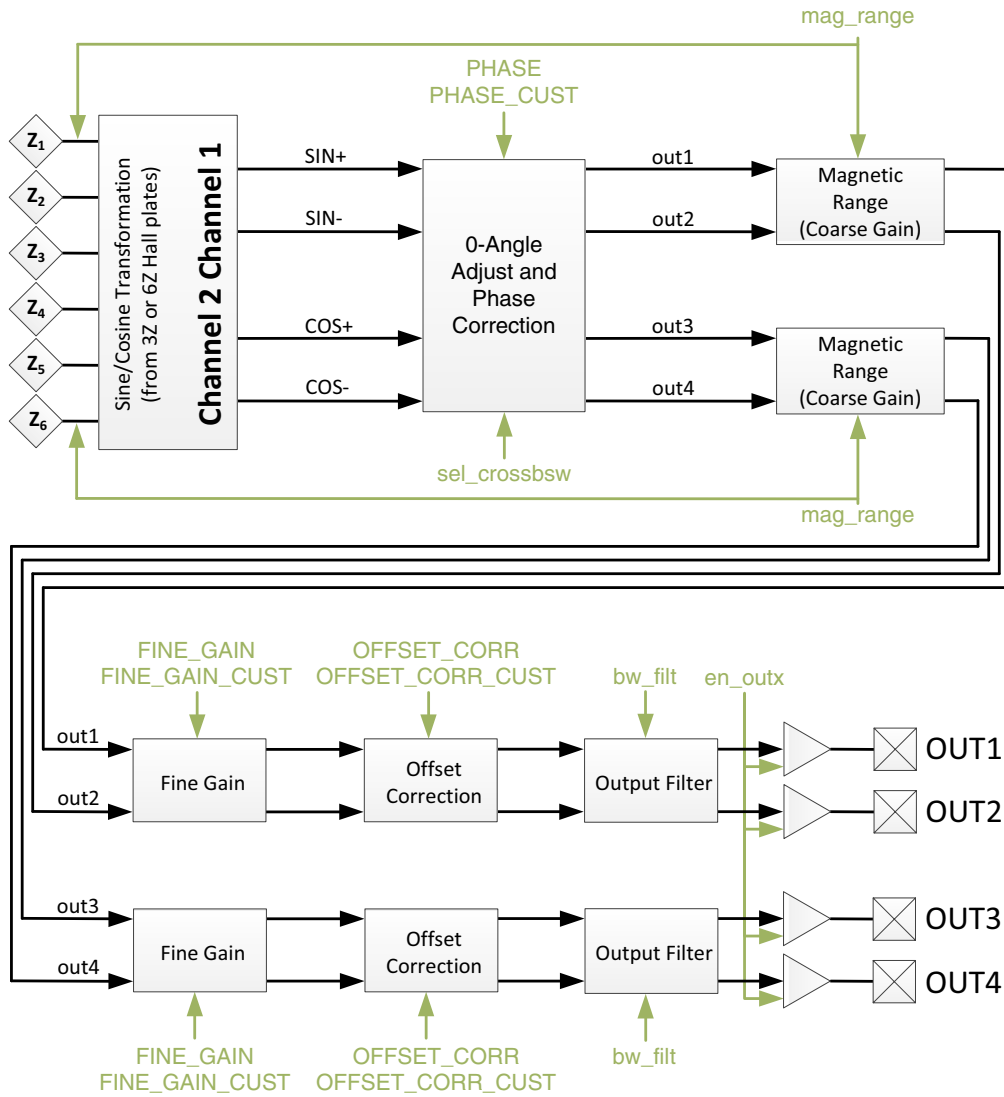 mag_range
PHASE
PHASE_CUST
Z1
Z2
Z3
Z4
Z5
Z6
Sine/Cosine Transformation
(from 3Z or 6Z Hall plates)
Channel 2 Channel 1
SIN+
SIN-
COS+
COS-
0-Angle
Adjust and
Phase
Correction
sel_crossbsw
out1
out2
out3
out4
Magnetic
Range
(Coarse Gain)
Magnetic
Range
(Coarse Gain)
mag_range
FINE_GAIN
FINE_GAIN_CUST
OFFSET_CORR
OFFSET_CORR_CUST
bw_filt
en_outx
out1
out2
Fine Gain
Offset
Correction
Output Filter
OUT1
OUT2
out3
out4
Fine Gain
Offset
Correction
Output Filter
OUT3
OUT4
FINE_GAIN
FINE_GAIN_CUST
OFFSET_CORR
OFFSET_CORR_CUST
bw_filt